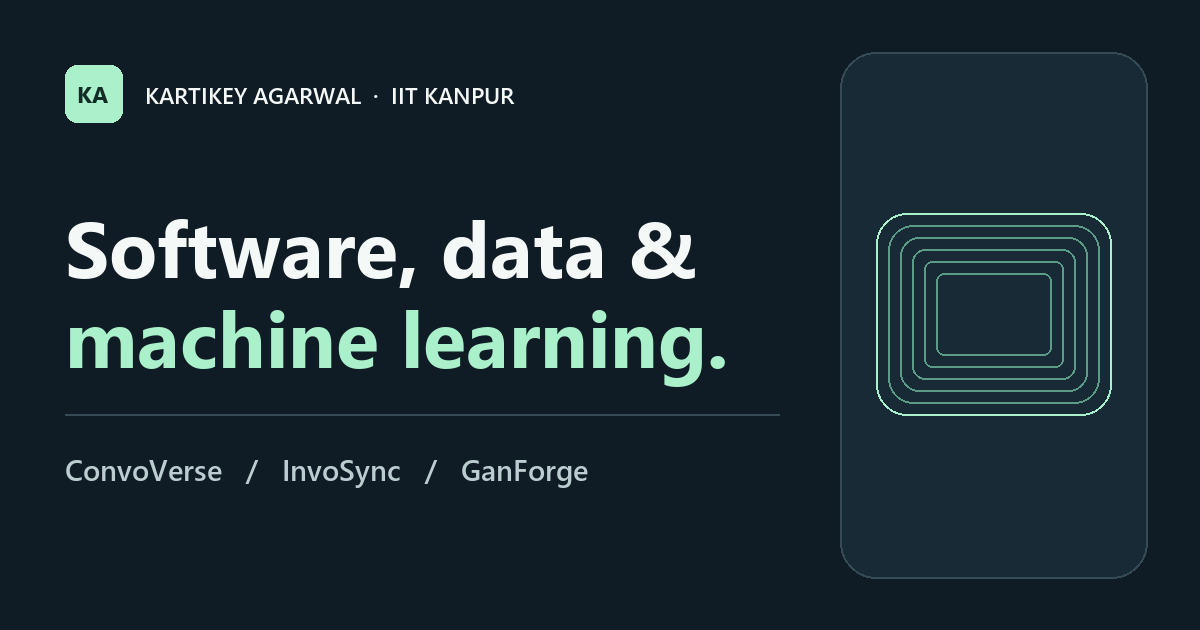 KA
KARTIKEY AGARWAL · IIT KANPUR
Software, data &
machine learning.
ConvoVerse / InvoSync / GanForge